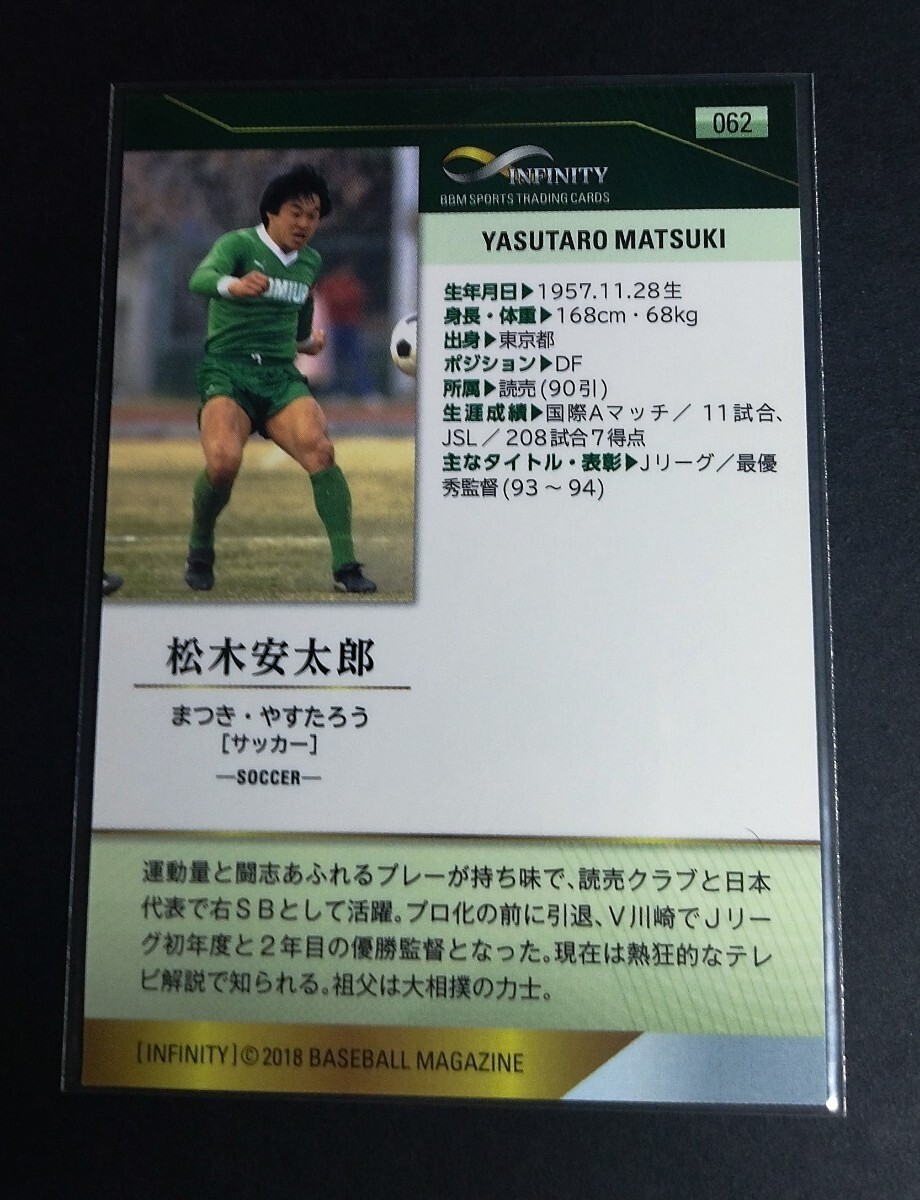 062
INFINITY
BBM SPORTS TRADING CARDS
YASUTARO MATSUKI
生年月日▶1957.11.28生
身長・体重▶168cm・68kg
出身▶東京都
ポジション▶DF
所属▶読売(90引)
生涯成績▶国際Aマッチ/11試合、
JSL/208試合7得点
主なタイトル・表彰▶Jリーグ/最優
秀監督(93~94)
松木安太郎
まつき・やすたろう
[サッカー]
—SOCCER—
運動量と闘志あふれるプレーが持ち味で、読売クラブと日本
代表で右SBとして活躍。プロ化の前に引退、V川崎でJリー
グ初年度と2年目の優勝監督となった。現在は熱狂的なテレ
ビ解説で知られる。祖父は大相撲の力士。
[INFINITY]©2018 BASEBALL MAGAZINE